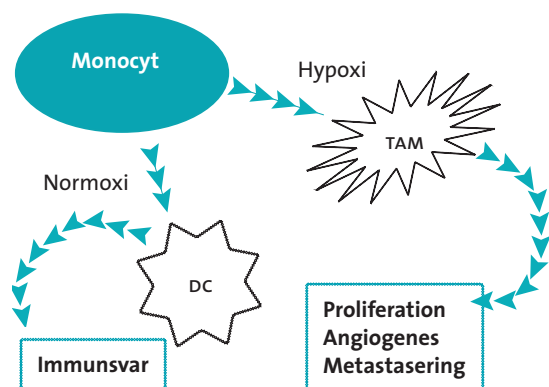 Monocyt
Hypoxi
TAM
Normoxi
DC
Proliferation
Angiogenes
Metastasering
Immunsvar